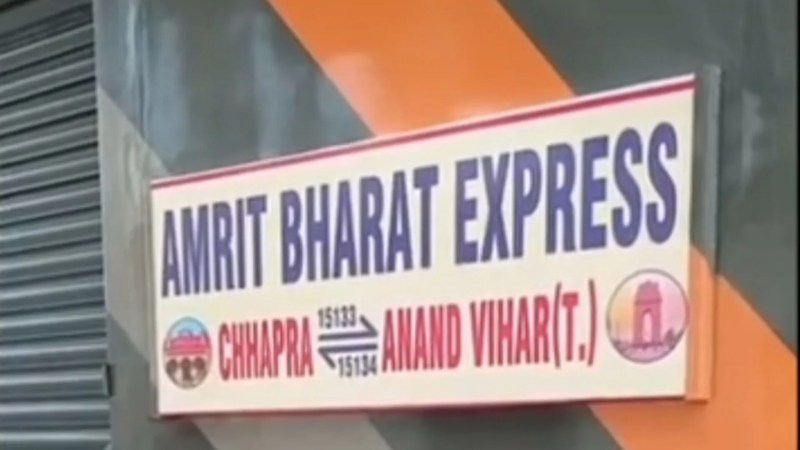 AMRIT BHARAT EXPRESS
CHHAPRA 15133 ANAND VIHAR(T.)
15134